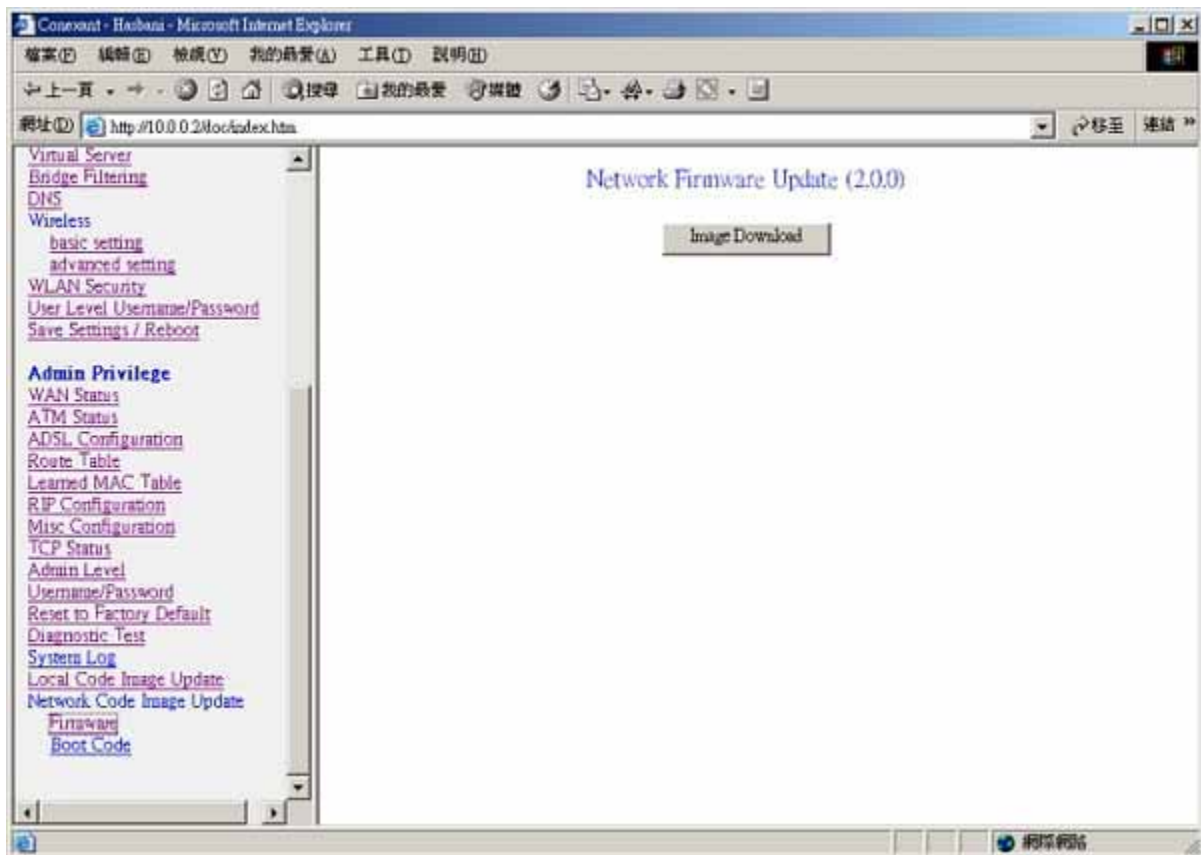 Conexant - Hasbani - Microsoft Internet Explorer
檔案(F) 編輯(E) 檢視(V) 我的最愛(A) 工具(T) 說明(H)
上一頁 搜尋 我的最愛 媒體
網址(D) http://10.0.0.2/doc/index.htm 移至 連結 »
Virtual Server
Bridge Filtering
DNS
Wireless
basic setting
advanced setting
WLAN Security
User Level Username/Password
Save Settings / Reboot
Admin Privilege
WAN Status
ATM Status
ADSL Configuration
Route Table
Learned MAC Table
RIP Configuration
Misc Configuration
TCP Status
Admin Level
Username/Password
Reset to Factory Default
Diagnostic Test
System Log
Local Code Image Update
Network Code Image Update
Firmware
Boot Code
Network Firmware Update (2.0.0)
Image Download
網際網路